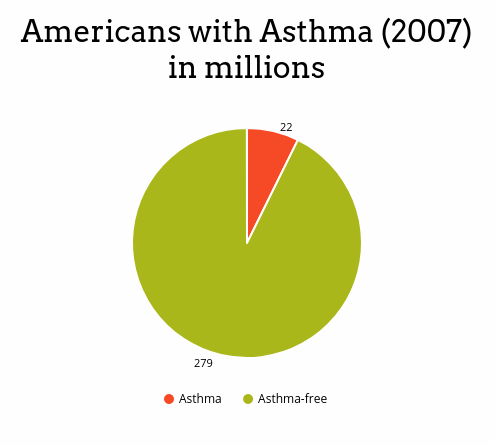 Americans with Asthma (2007)
in millions
22
279
Asthma
Asthma-free